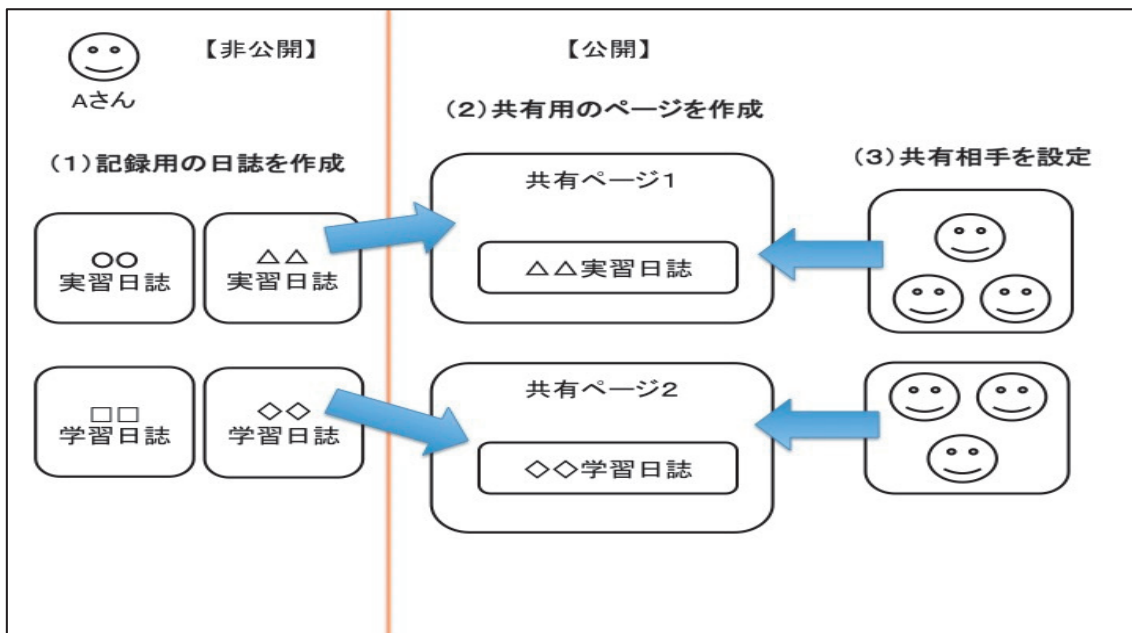 【非公開】
【公開】
Aさん
(2)共有用のページを作成
(1)記録用の日誌を作成
(3)共有相手を設定
共有ページ1
○○
実習日誌
△△
実習日誌
△△実習日誌
共有ページ2
□□
学習日誌
◇◇
学習日誌
◇◇学習日誌